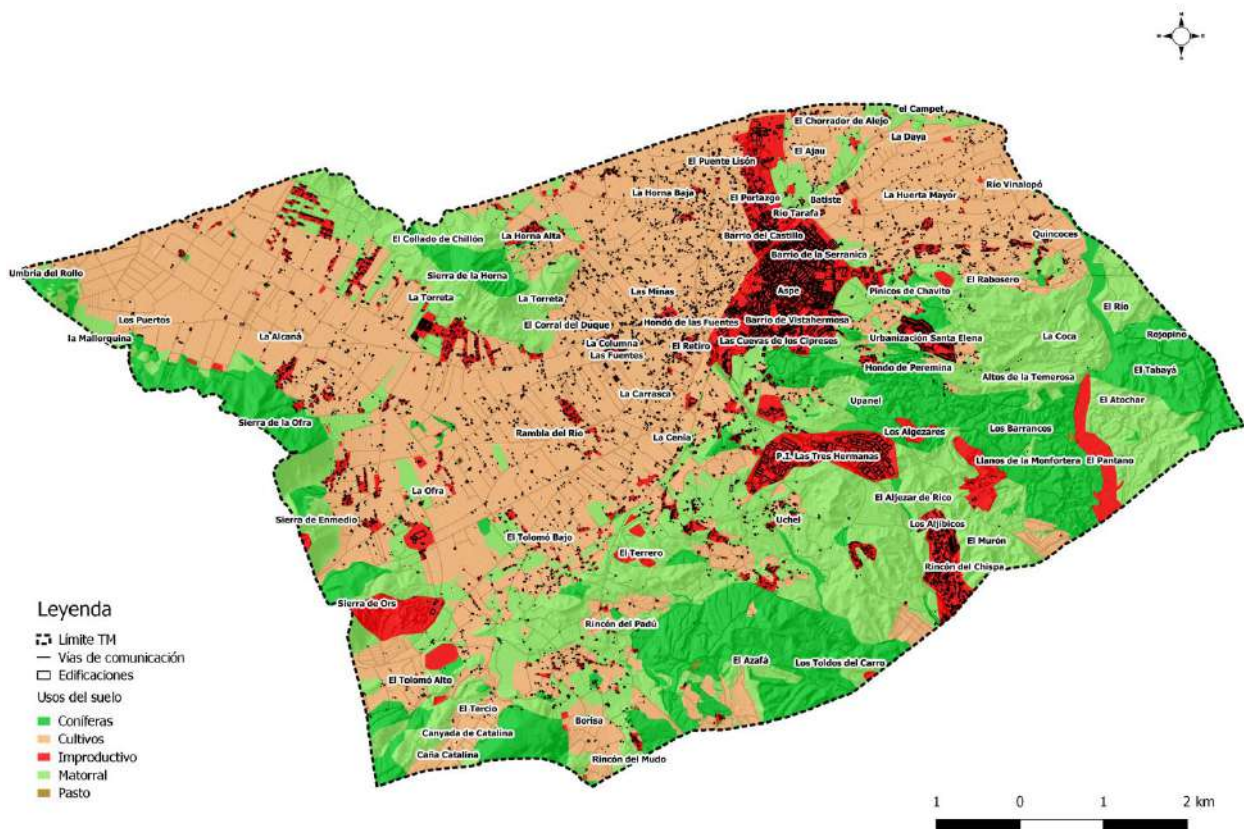 el Campet
El Chorrador de Alejo
La Daya
El Ajau
El Puente Lisón
Río Vinalopó
La Horna Baja
La Huerta Mayor
El Portazgo
Batiste
Río Tarafa
La Horna Alta
Barrio del Castillo
Quincoces
El Collado de Chillón
Barrio de la Serranica
Umbría del Rollo
Sierra de la Horna
El Rabosero
Aspe
Pinicos de Chavito
Las Minas
La Torreta
La Torreta
El Río
Los Puertos
Hondó de las Fuentes
Barrio de Vistahermosa
El Corral del Duque
Rojopino
la Mallorquina
La Alcaná
La Columna
El Retiro
Las Cuevas de los Cipreses
Urbanización Santa Elena
La Coca
Las Fuentes
Hondo de Peremina
El Tabayá
Altos de la Temerosa
La Carrasca
Upanel
El Atochar
Sierra de la Ofra
Rambla del Río
La Cenia
Los Algezares
Los Barrancos
P.I. Las Tres Hermanas
Llanos de la Monfortera
El Pantano
La Ofra
El Aljezar de Rico
Sierra de Enmedio
Uchel
Los Aljibicos
El Tolomó Bajo
El Murón
El Terrero
Rincón del Chispa
Sierra de Ors
Rincón del Padú
El Azafá
Los Toldos del Carro
El Tolomó Alto
El Tercio
Borisa
Canyada de Catalina
Caña Catalina
Rincón del Mudo
Leyenda
Límite TM
Vías de comunicación
Edificaciones
Usos del suelo
Coníferas
Cultivos
Improductivo
Matorral
Pasto
1 0 1 2 km